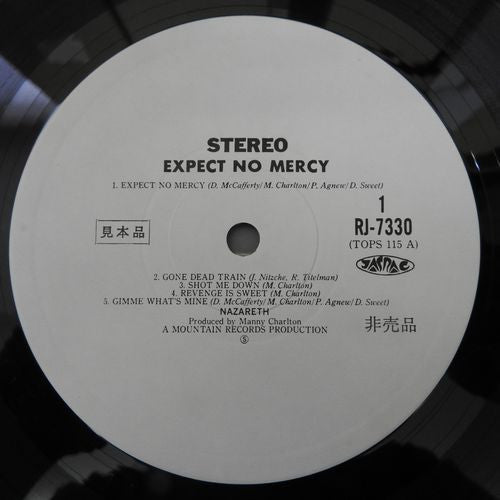 STEREO
EXPECT NO MERCY
1. EXPECT NO MERCY (D. McCafferty/M. Charlton/P. Agnew/D. Sweet)
1
見本品
RJ-7330
(TOPS 115 A)
JASRAC
2. GONE DEAD TRAIN (J. Nitzche, R. Titelman)
3. SHOT ME DOWN (M. Charlton)
4. REVENGE IS SWEET (M. Charlton)
5. GIMME WHAT'S MINE (D. McCafferty/M. Charlton/P. Agnew/D. Sweet)
NAZARETH
Produced by Manny Charlton
A MOUNTAIN RECORDS PRODUCTION
Ⓢ
非売品